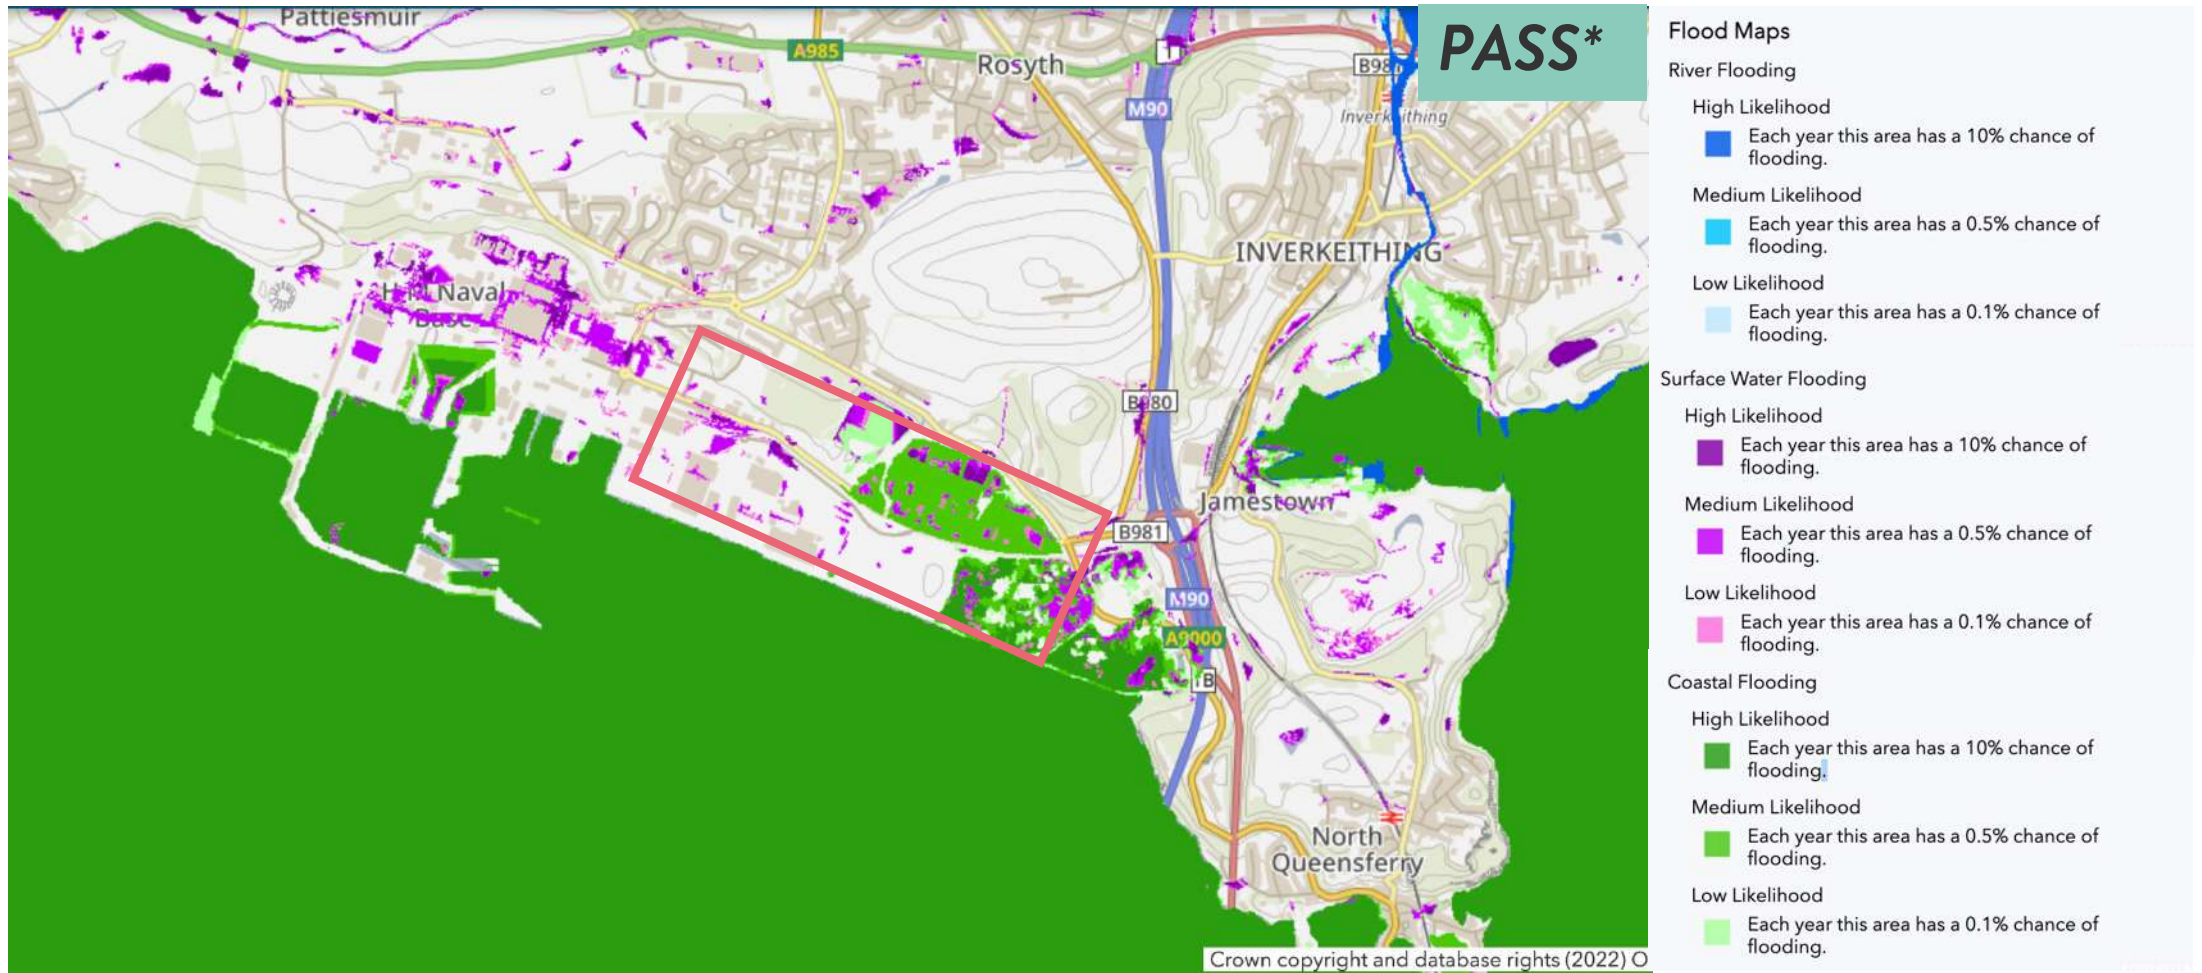 Pattiesmuir
A985
Rosyth
M90
B981
PASS*
Inverkeithing
INVERKEITHING
HM Naval
Base
B980
Jamestown
B981
M90
A9000
1B
North
Queensferry
Crown copyright and database rights (2022) O
Flood Maps
River Flooding
High Likelihood
Each year this area has a 10% chance of
flooding.
Medium Likelihood
Each year this area has a 0.5% chance of
flooding.
Low Likelihood
Each year this area has a 0.1% chance of
flooding.
Surface Water Flooding
High Likelihood
Each year this area has a 10% chance of
flooding.
Medium Likelihood
Each year this area has a 0.5% chance of
flooding.
Low Likelihood
Each year this area has a 0.1% chance of
flooding.
Coastal Flooding
High Likelihood
Each year this area has a 10% chance of
flooding.
Medium Likelihood
Each year this area has a 0.5% chance of
flooding.
Low Likelihood
Each year this area has a 0.1% chance of
flooding.